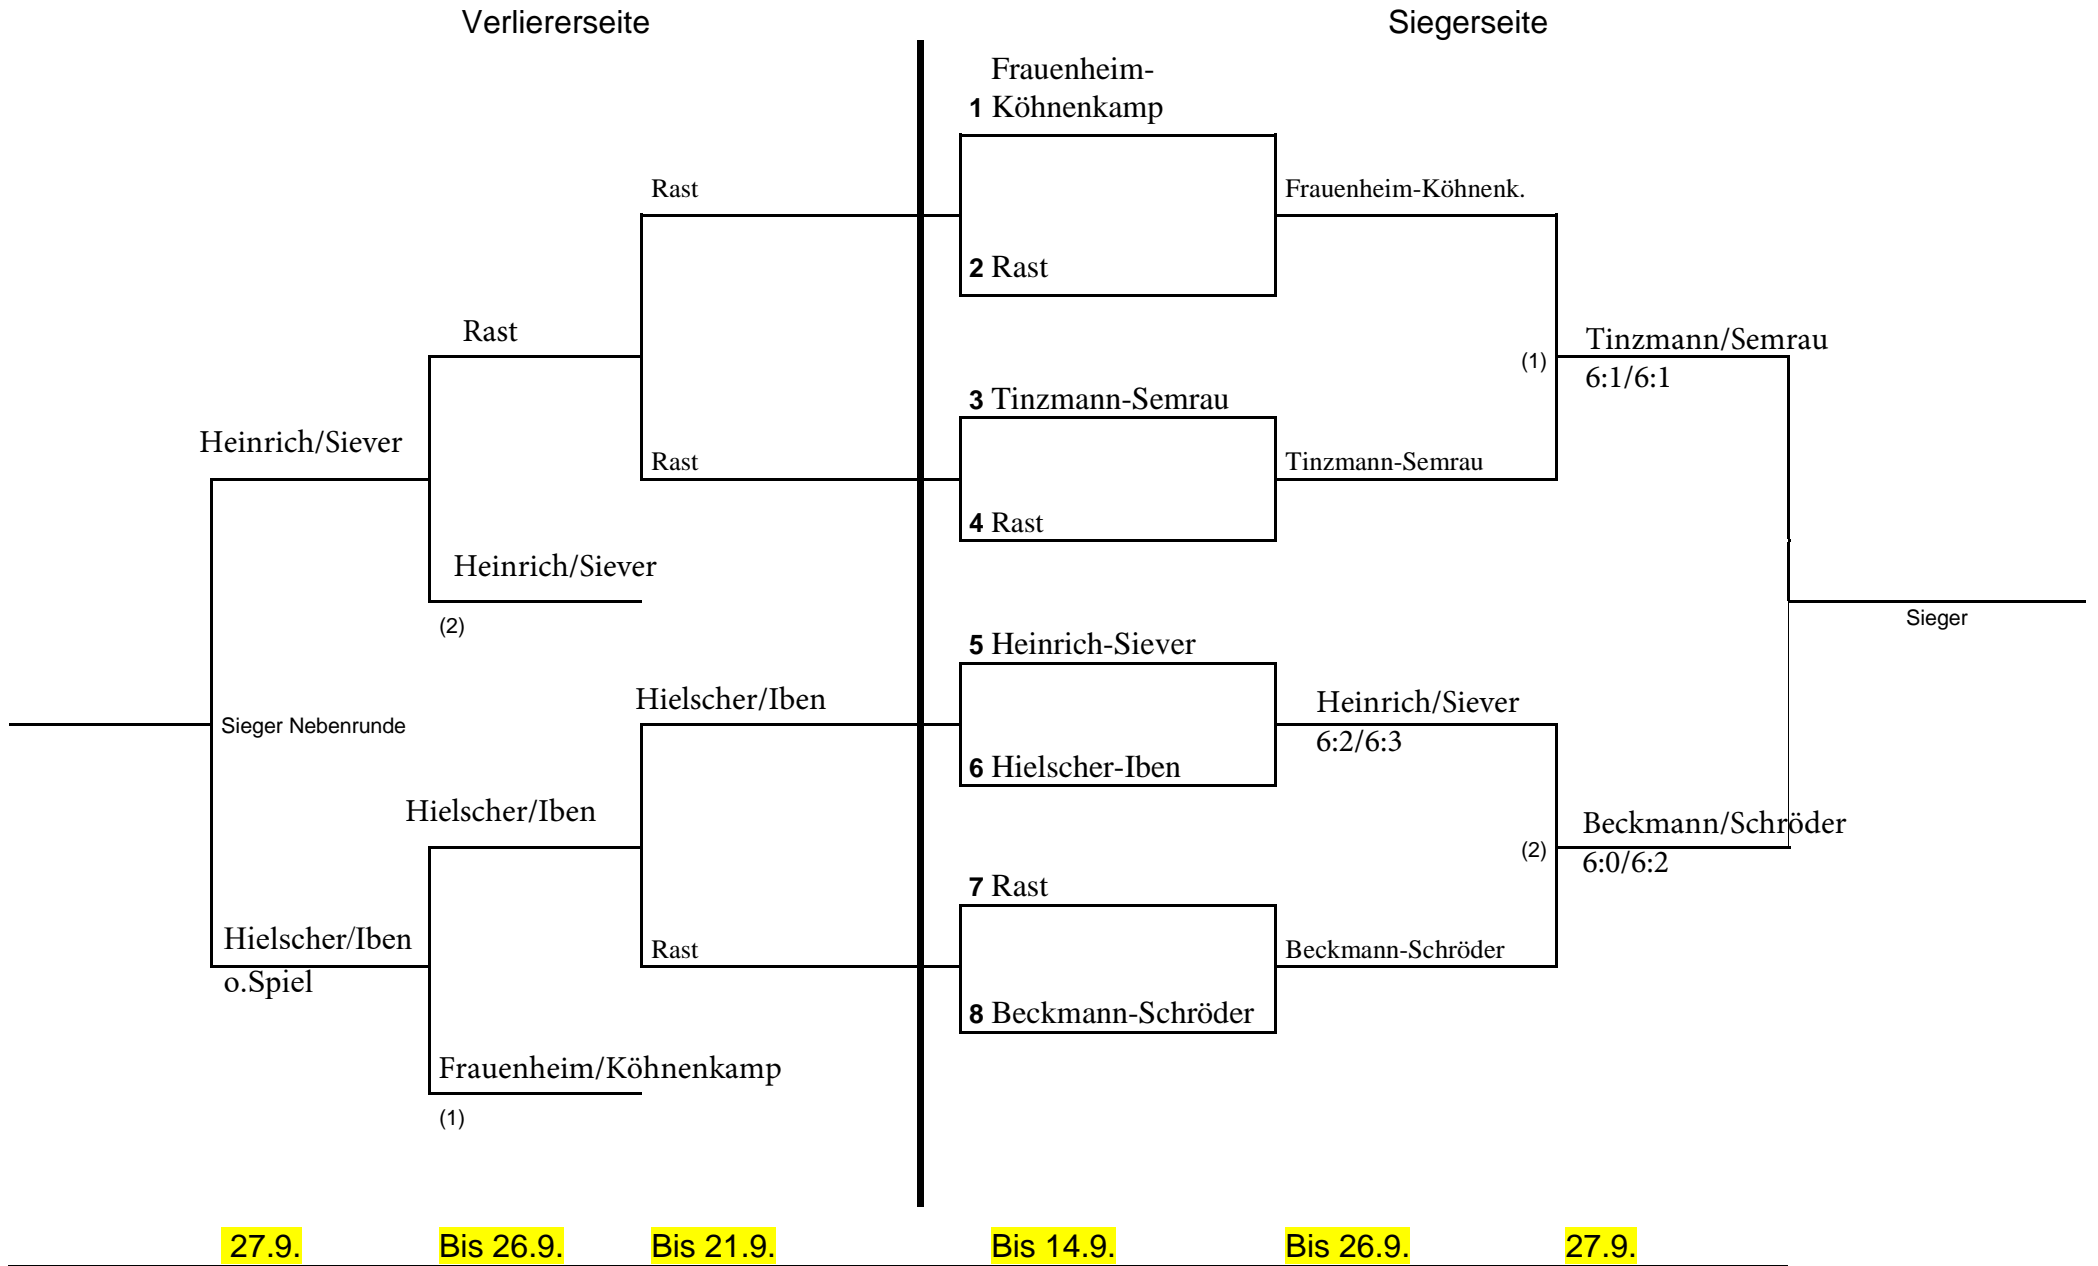 Verliererseite
Siegerseite
Frauenheim-
1 Köhnenkamp
Rast
Frauenheim-Köhnenk.
2 Rast
Rast
Tinzmann/Semrau
(1)
6:1/6:1
3 Tinzmann-Semrau
Heinrich/Siever
Rast
Tinzmann-Semrau
4 Rast
Heinrich/Siever
(2)
Sieger
5 Heinrich-Siever
Hielscher/Iben
Heinrich/Siever
6:2/6:3
Sieger Nebenrunde
6 Hielscher-Iben
Hielscher/Iben
Beckmann/Schröder
(2)
6:0/6:2
7 Rast
Hielscher/Iben
o.Spiel
Rast
Beckmann-Schröder
8 Beckmann-Schröder
Frauenheim/Köhnenkamp
(1)
27.9.
Bis 26.9.
Bis 21.9.
Bis 14.9.
Bis 26.9.
27.9.